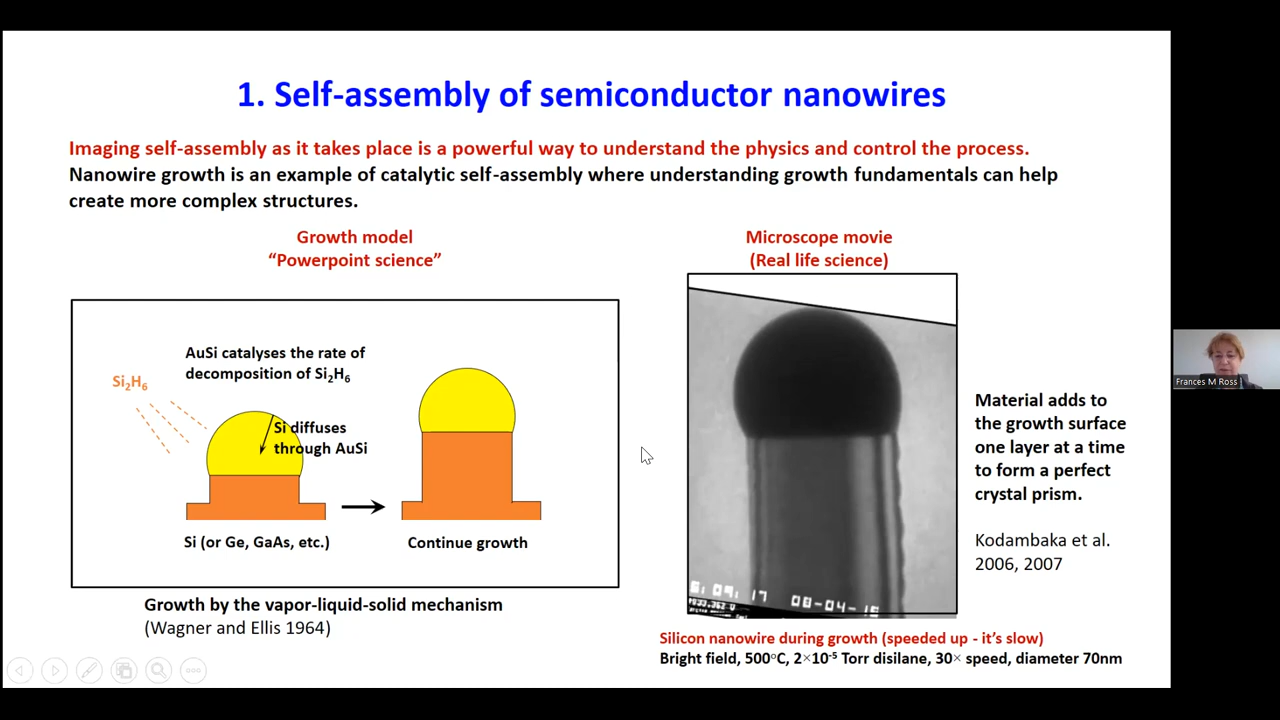 1. Self-assembly of semiconductor nanowires
Imaging self-assembly as it takes place is a powerful way to understand the physics and control the process.
Nanowire growth is an example of catalytic self-assembly where understanding growth fundamentals can help
create more complex structures.
Growth model
“Powerpoint science”
AuSi catalyses the rate of
decomposition of Si₂H₆
Si₂H₆
Si diffuses
through AuSi
Si (or Ge, GaAs, etc.)
Continue growth
Growth by the vapor-liquid-solid mechanism
(Wagner and Ellis 1964)
Microscope movie
(Real life science)
08-04-15
Material adds to
the growth surface
one layer at a time
to form a perfect
crystal prism.
Kodambaka et al.
2006, 2007
Silicon nanowire during growth (speeded up - it’s slow)
Bright field, 500°C, 2×10⁻⁵ Torr disilane, 30× speed, diameter 70nm
Frances M Ross